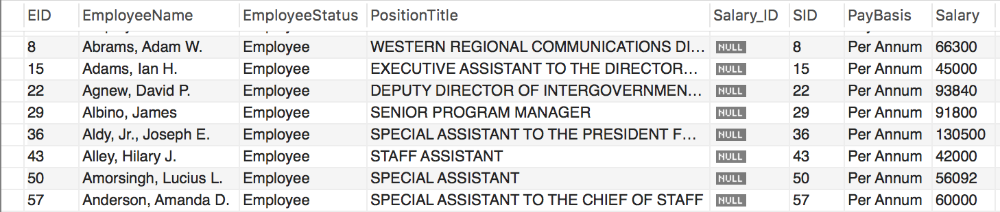 EID EmployeeName EmployeeStatus PositionTitle Salary_ID SID PayBasis Salary
8 Abrams, Adam W. Employee WESTERN REGIONAL COMMUNICATIONS DI... NULL 8 Per Annum 66300
15 Adams, Ian H. Employee EXECUTIVE ASSISTANT TO THE DIRECTOR... NULL 15 Per Annum 45000
22 Agnew, David P. Employee DEPUTY DIRECTOR OF INTERGOVERNMEN... NULL 22 Per Annum 93840
29 Albino, James Employee SENIOR PROGRAM MANAGER NULL 29 Per Annum 91800
36 Aldy, Jr., Joseph E. Employee SPECIAL ASSISTANT TO THE PRESIDENT F... NULL 36 Per Annum 130500
43 Alley, Hilary J. Employee STAFF ASSISTANT NULL 43 Per Annum 42000
50 Amorsingh, Lucius L. Employee SPECIAL ASSISTANT NULL 50 Per Annum 56092
57 Anderson, Amanda D. Employee SPECIAL ASSISTANT TO THE CHIEF OF STAFF NULL 57 Per Annum 60000